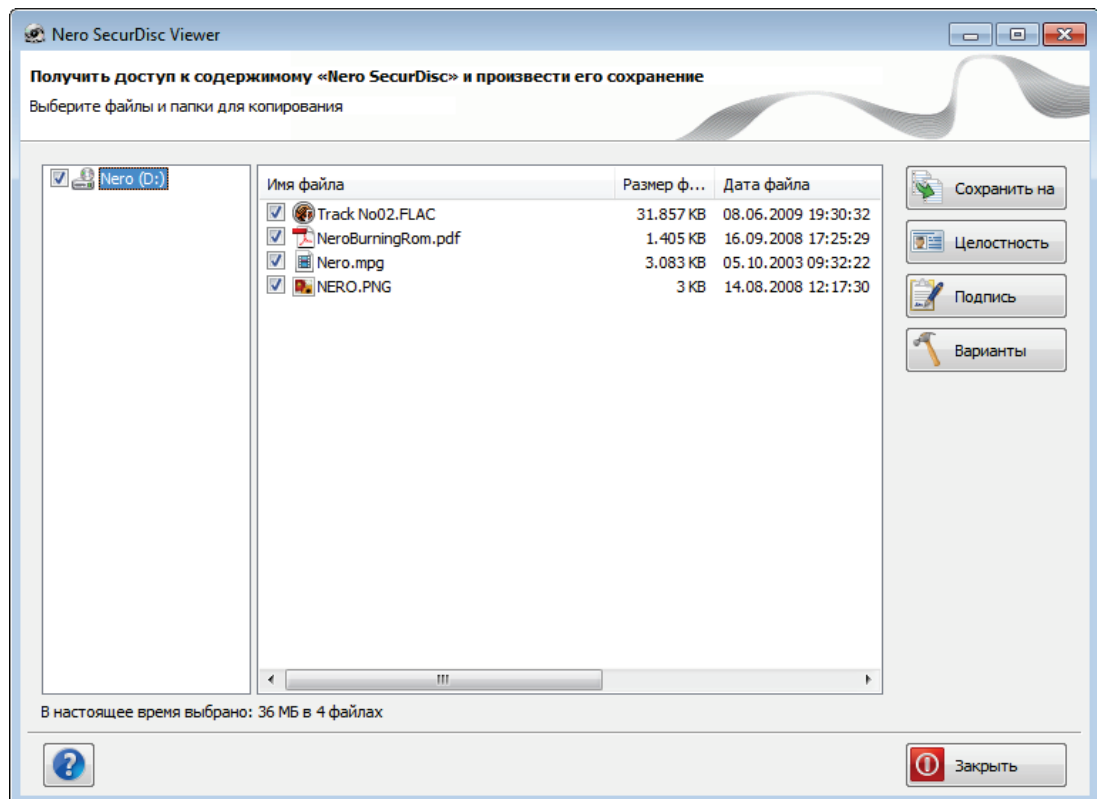 Nero SecurDisc Viewer
Получить доступ к содержимому «Nero SecurDisc» и произвести его сохранение
Выберите файлы и папки для копирования
Nero (D:)
Имя файла Размер ф... Дата файла
Track No02.FLAC 31.857 KB 08.06.2009 19:30:32
NeroBurningRom.pdf 1.405 KB 16.09.2008 17:25:29
Nero.mpg 3.083 KB 05.10.2003 09:32:22
NERO.PNG 3 KB 14.08.2008 12:17:30
Сохранить на
Целостность
Подпись
Варианты
В настоящее время выбрано: 36 МБ в 4 файлах
Закрыть